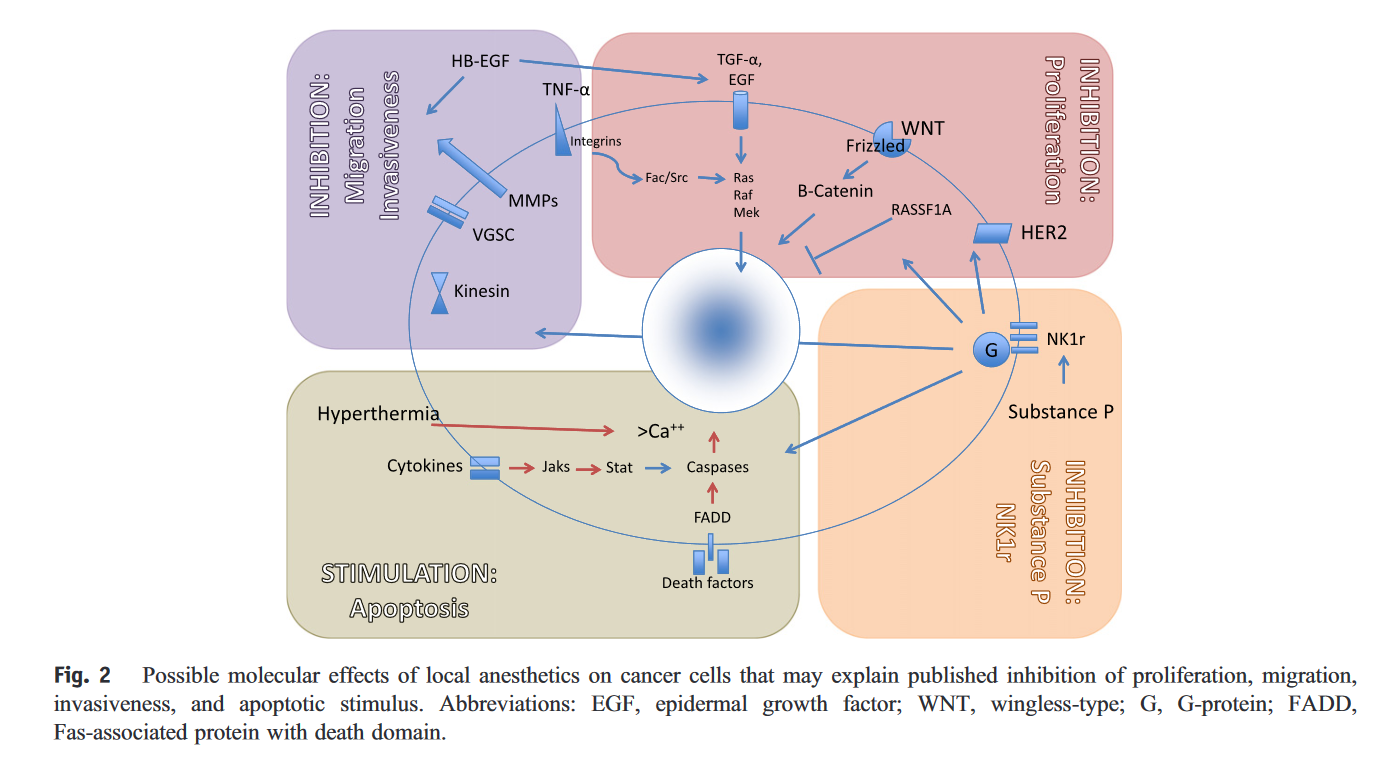 INHIBITION:
Migration
Invasiveness
HB-EGF
TNF-α
Integrins
MMPs
VGSC
Kinesin
TGF-α,
EGF
Fac/Src
Ras
Raf
Mek
WNT
Frizzled
B-Catenin
RASSF1A
HER2
INHIBITION:
Proliferation
G
NK1r
Substance P
INHIBITION:
Substance P
NK1r
Hyperthermia
>Ca⁺⁺
Cytokines
Jaks
Stat
Caspases
FADD
Death factors
STIMULATION:
Apoptosis
Fig. 2 Possible molecular effects of local anesthetics on cancer cells that may explain published inhibition of proliferation, migration,
invasiveness, and apoptotic stimulus. Abbreviations: EGF, epidermal growth factor; WNT, wingless-type; G, G-protein; FADD,
Fas-associated protein with death domain.